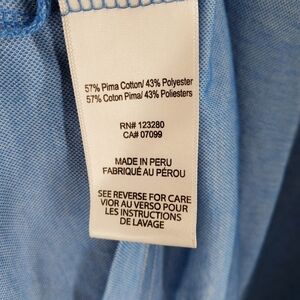 57% Pima Cotton/ 43% Polyester
57% Coton Pima/ 43% Poliesters
RN# 123280
CA# 07099
MADE IN PERU
FABRIQUÉ AU PÉROU
SEE REVERSE FOR CARE
VIOR AU VERSO POUR
LES INSTRUCTIONS
DE LAVAGE